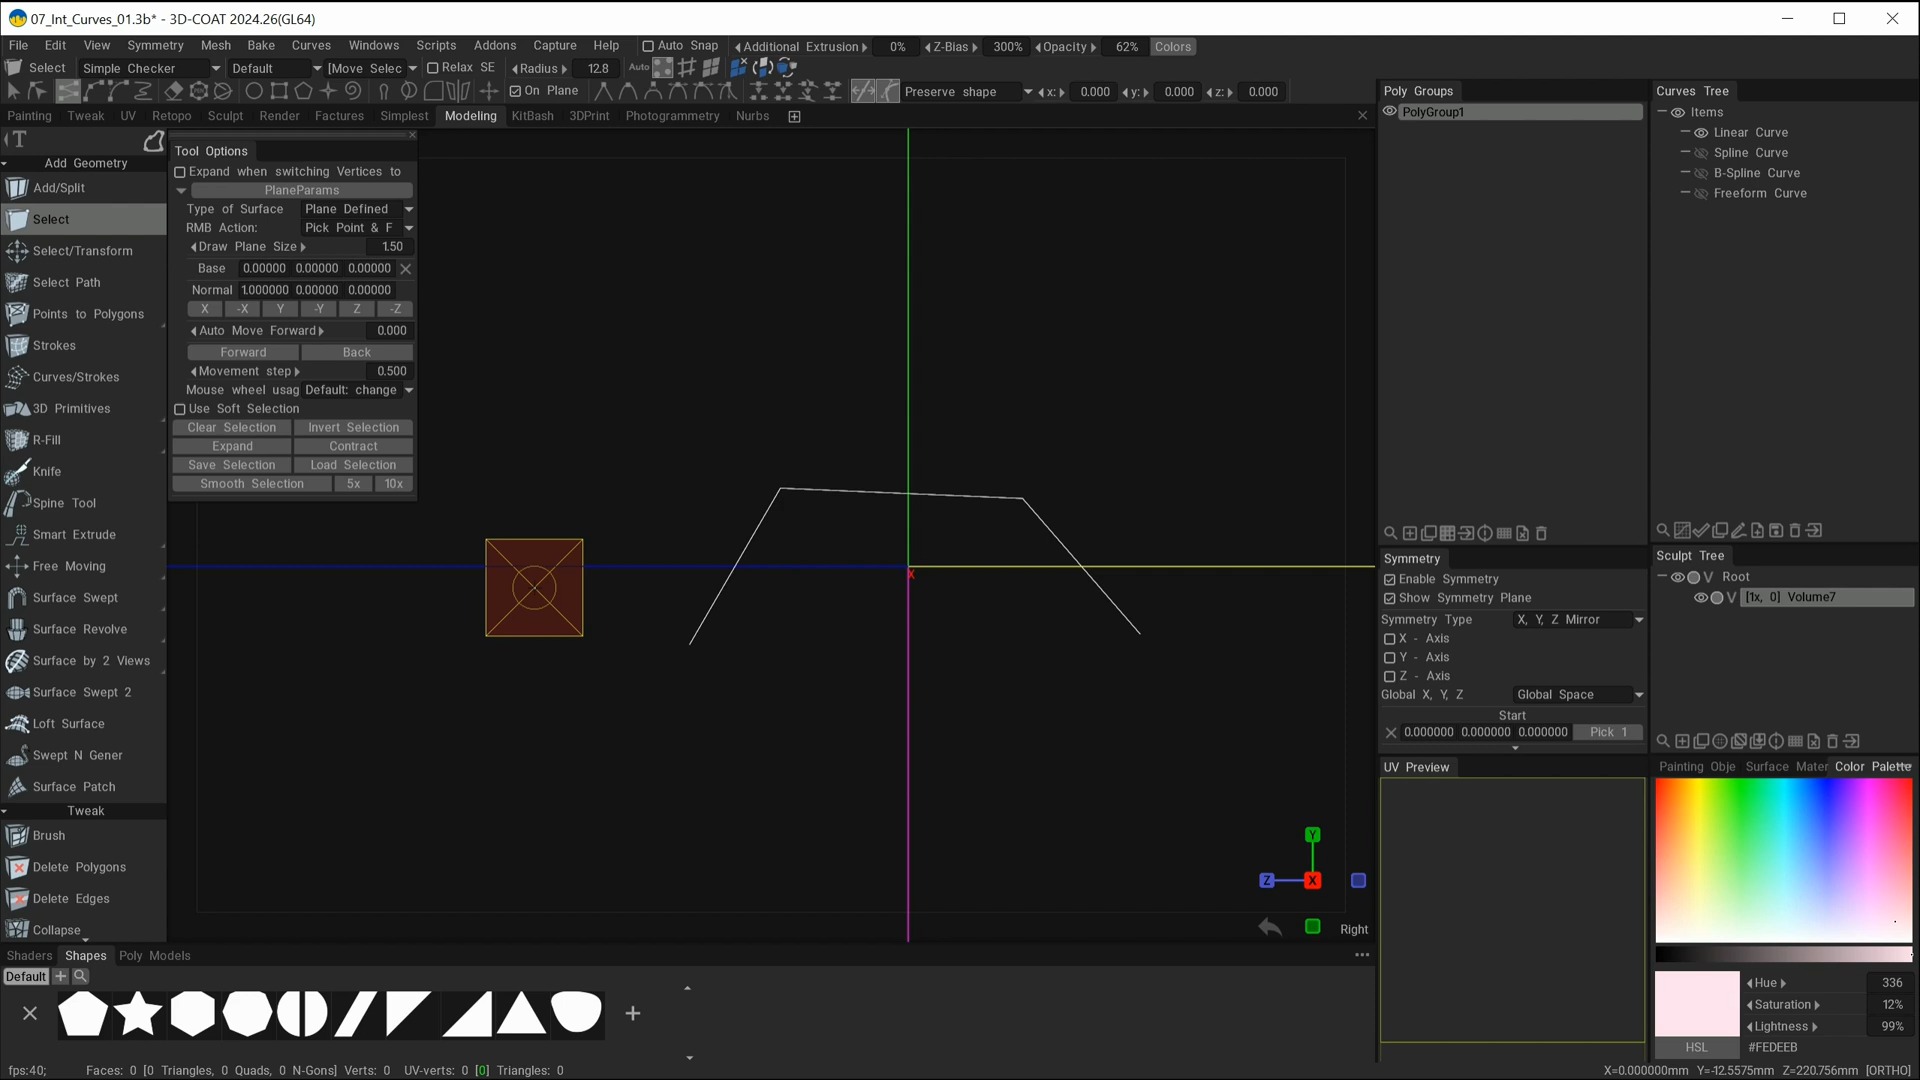 07_Int_Curves_01.3b* - 3D-COAT 2024.26(GL64)
File Edit View Symmetry Mesh Bake Curves Windows Scripts Addons Capture Help Auto Snap Additional Extrusion 0% Z-Bias 300% Opacity 62% Colors
Select Simple Checker Default [Move Selec Relax SE Radius 12.8 Auto
On Plane Preserve shape x: 0.000 y: 0.000 z: 0.000
Painting Tweak UV Retopo Sculpt Render Factures Simplest Modeling KitBash 3DPrint Photogrammetry Nurbs
T
Add Geometry
Add/Split
Select
Select/Transform
Select Path
Points to Polygons
Strokes
Curves/Strokes
3D Primitives
R-Fill
Knife
Spine Tool
Smart Extrude
Free Moving
Surface Swept
Surface Revolve
Surface by 2 Views
Surface Swept 2
Loft Surface
Swept N Gener
Surface Patch
Tweak
Brush
Delete Polygons
Delete Edges
Collapse
Tool Options
Expand when switching Vertices to
PlaneParams
Type of Surface Plane Defined
RMB Action: Pick Point & F
Draw Plane Size 1.50
Base 0.00000 0.00000 0.00000
Normal 1.000000 0.00000 0.00000
X -X Y -Y Z -Z
Auto Move Forward 0.000
Forward Back
Movement step 0.500
Mouse wheel usag Default: change
Use Soft Selection
Clear Selection Invert Selection
Expand Contract
Save Selection Load Selection
Smooth Selection 5x 10x
X
Y
Z X
Right
Poly Groups
PolyGroup1
Curves Tree
Items
Linear Curve
Spline Curve
B-Spline Curve
Freeform Curve
Symmetry
Enable Symmetry
Show Symmetry Plane
Symmetry Type X, Y, Z Mirror
X - Axis
Y - Axis
Z - Axis
Global X, Y, Z Global Space
Start
0.000000 0.000000 0.000000 Pick 1
Sculpt Tree
V Root
V [1x, 0] Volume7
UV Preview
Painting Obje Surface Mater Color Palette
Hue 336
Saturation 12%
Lightness 99%
HSL #FEDEEB
Shaders Shapes Poly Models
Default
fps:40; Faces: 0 [0 Triangles, 0 Quads, 0 N-Gons] Verts: 0 UV-verts: 0 [0] Triangles: 0
X=0.000000mm Y=-12.5575mm Z=220.756mm [ORTHO]